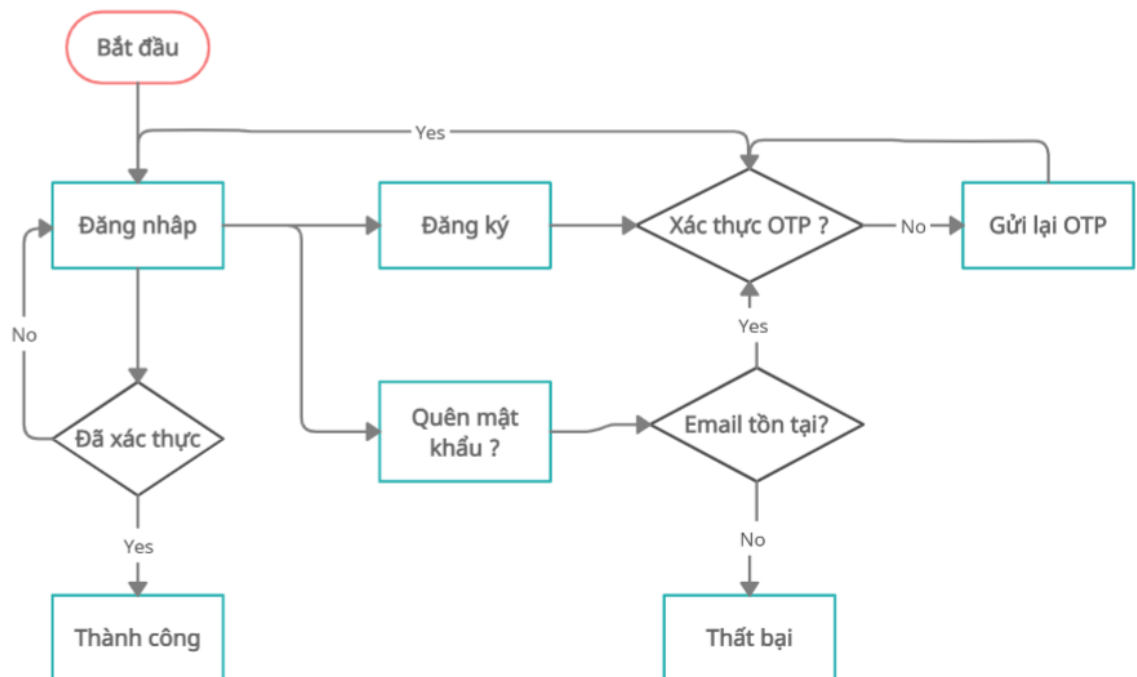 Bắt đầu
Yes
Đăng nhâp
Đăng ký
Xác thực OTP ?
No
Gửi lại OTP
No
Yes
Quên mật
khẩu ?
Email tồn tại?
Đã xác thực
Yes
No
Thành công
Thất bại